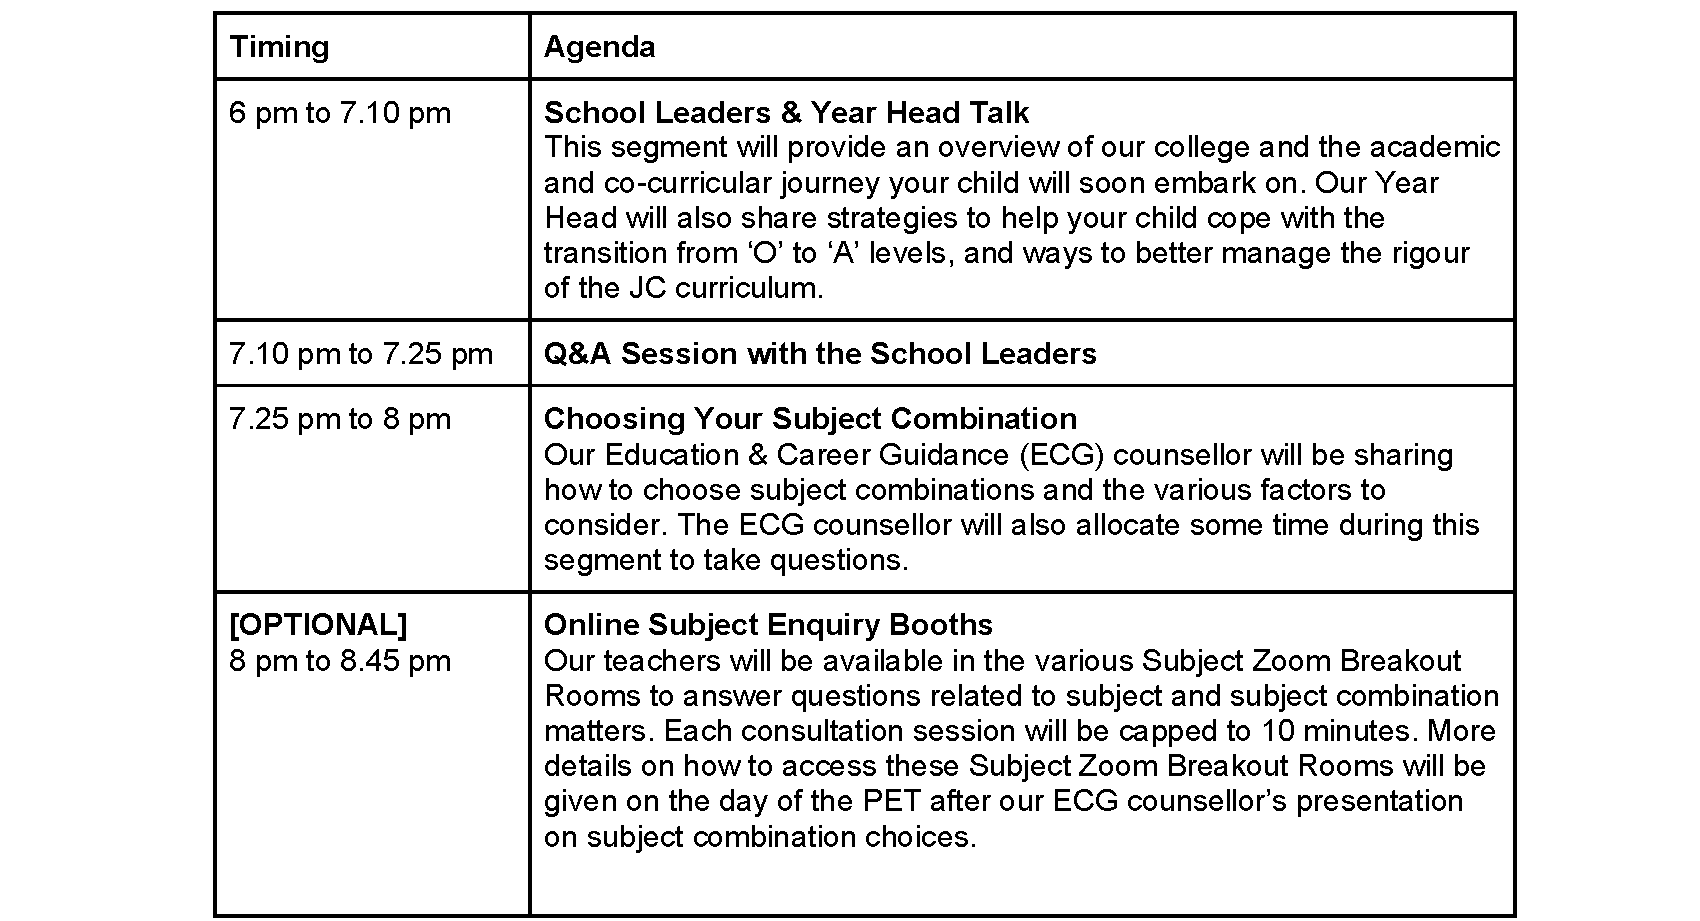 Timing
Agenda
6 pm to 7.10 pm
School Leaders & Year Head Talk
This segment will provide an overview of our college and the academic
and co-curricular journey your child will soon embark on. Our Year
Head will also share strategies to help your child cope with the
transition from ‘O’ to ‘A’ levels, and ways to better manage the rigour
of the JC curriculum.
7.10 pm to 7.25 pm
Q&A Session with the School Leaders
7.25 pm to 8 pm
Choosing Your Subject Combination
Our Education & Career Guidance (ECG) counsellor will be sharing
how to choose subject combinations and the various factors to
consider. The ECG counsellor will also allocate some time during this
segment to take questions.
[OPTIONAL]
8 pm to 8.45 pm
Online Subject Enquiry Booths
Our teachers will be available in the various Subject Zoom Breakout
Rooms to answer questions related to subject and subject combination
matters. Each consultation session will be capped to 10 minutes. More
details on how to access these Subject Zoom Breakout Rooms will be
given on the day of the PET after our ECG counsellor’s presentation
on subject combination choices.